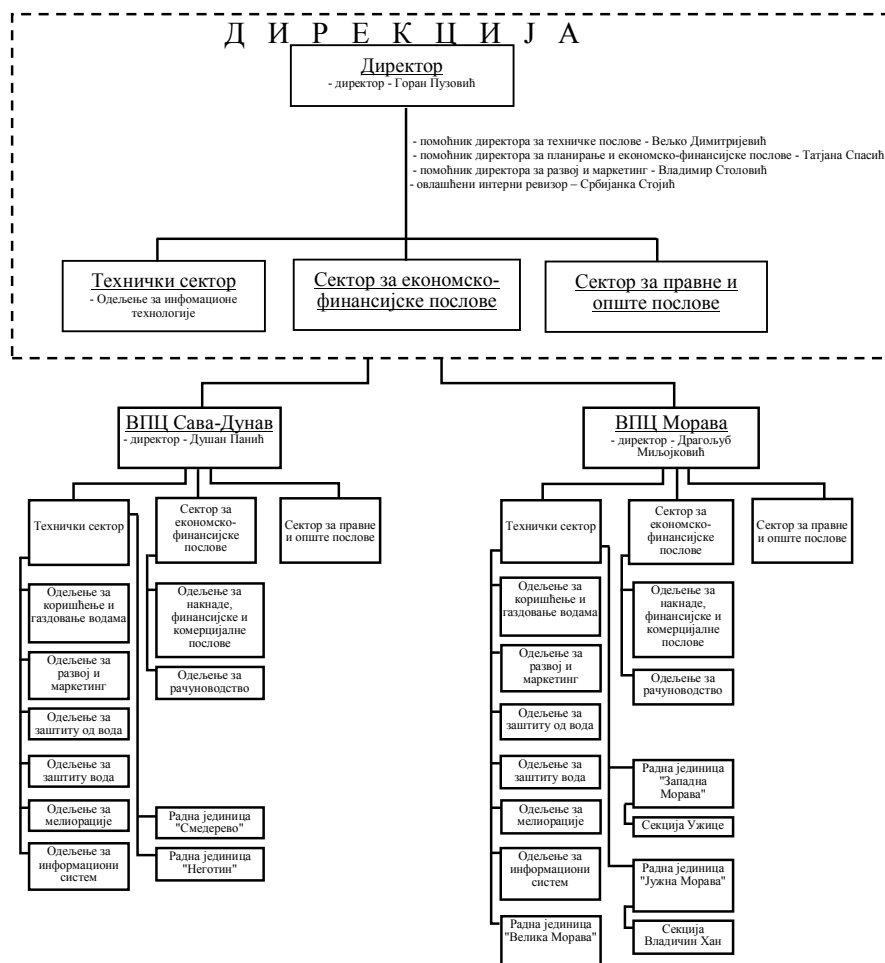 Д И Р Е К Ц И Ј А
Директор
- директор - Горан Пузовић
- помоћник директора за техничке послове - Вељко Димитријевић
- помоћник директора за планирање и економско-финансијске послове - Татјана Спасић
- помоћник директора за развој и маркетинг - Владимир Столовић
- овлашћени интерни ревизор – Србијанка Стојић
Технички сектор
- Одељење за инфомационе
технологије
Сектор за економско-
финансијске послове
Сектор за правне и
опште послове
ВПЦ Сава-Дунав
- директор - Душан Панић
Технички сектор
Сектор за
економско-
финансијске
послове
Сектор за правне
и опште послове
Одељење за
коришћење и
газдовање водама
Одељење за
развој и
маркетинг
Одељење за
заштиту од вода
Одељење за
заштиту вода
Одељење за
мелиорације
Одељење за
информациони
систем
Одељење за
накнаде,
финансијске и
комерцијалне
послове
Одељење за
рачуноводство
Радна јединица
"Смедерево"
Радна јединица
"Неготин"
ВПЦ Морава
- директор - Драгољуб
Миљојковић
Технички сектор
Сектор за
економско-
финансијске
послове
Сектор за правне
и опште послове
Одељење за
коришћење и
газдовање водама
Одељење за
развој и
маркетинг
Одељење за
заштиту од вода
Одељење за
заштиту вода
Одељење за
мелиорације
Одељење за
информациони
систем
Радна јединица
"Велика Морава"
Одељење за
накнаде,
финансијске и
комерцијалне
послове
Одељење за
рачуноводство
Радна јединица
"Западна
Морава"
Секција Ужице
Радна јединица
"Јужна Морава"
Секција
Владичин Хан